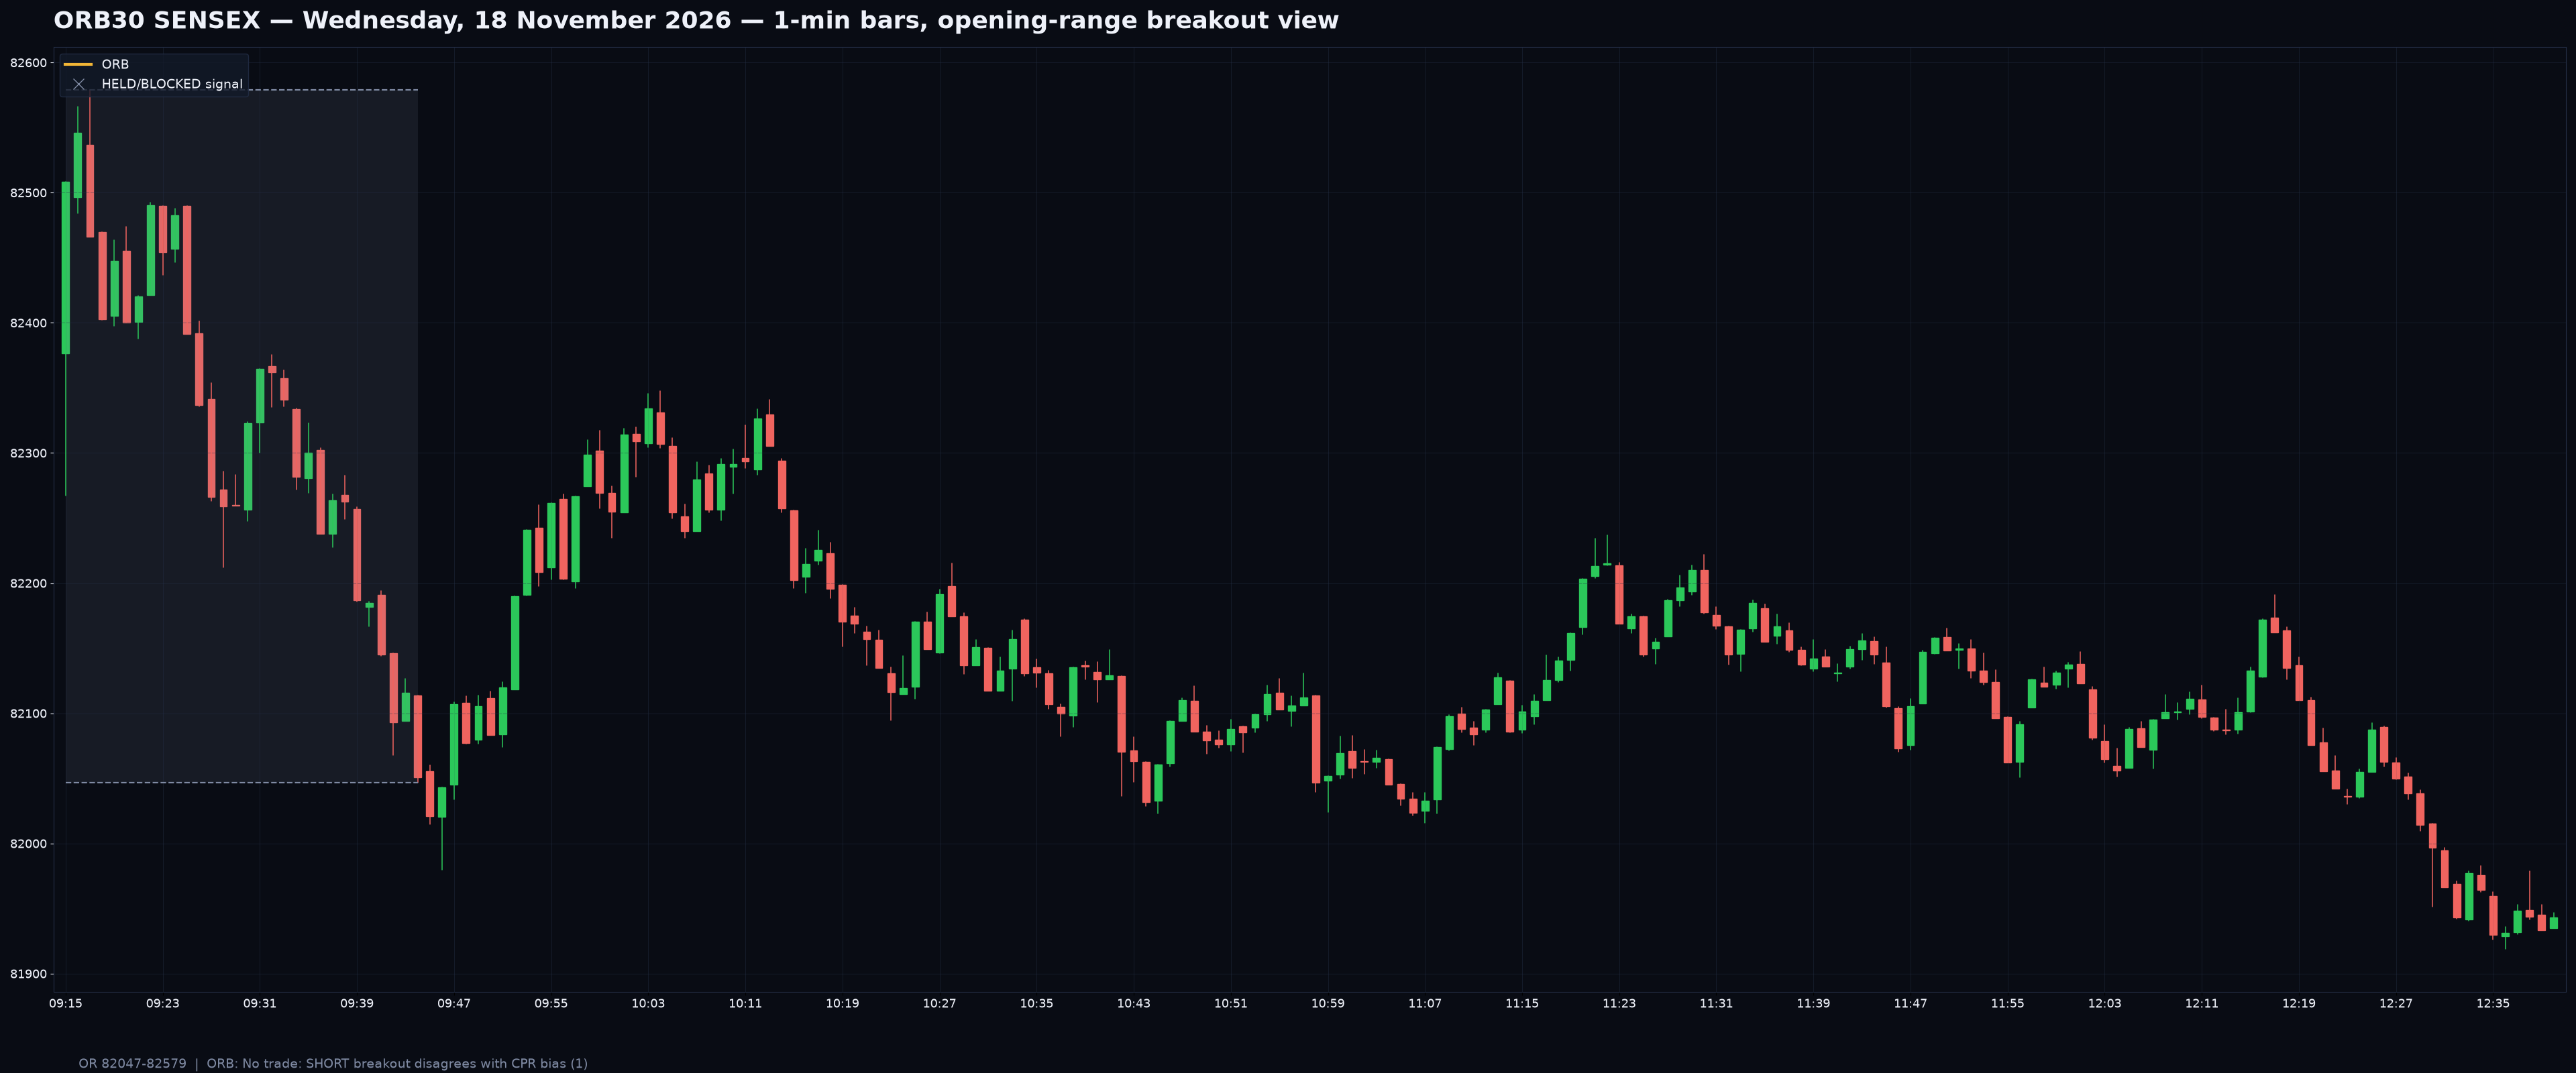 ORB30 SENSEX — Wednesday, 18 November 2026 — 1-min bars, opening-range breakout view
ORB
HELD/BLOCKED signal
82600
82500
82400
82300
82200
82100
82000
81900
09:15 09:23 09:31 09:39 09:47 09:55 10:03 10:11 10:19 10:27 10:35 10:43 10:51 10:59 11:07 11:15 11:23 11:31 11:39 11:47 11:55 12:03 12:11 12:19 12:27 12:35
OR 82047-82579 | ORB: No trade: SHORT breakout disagrees with CPR bias (1)